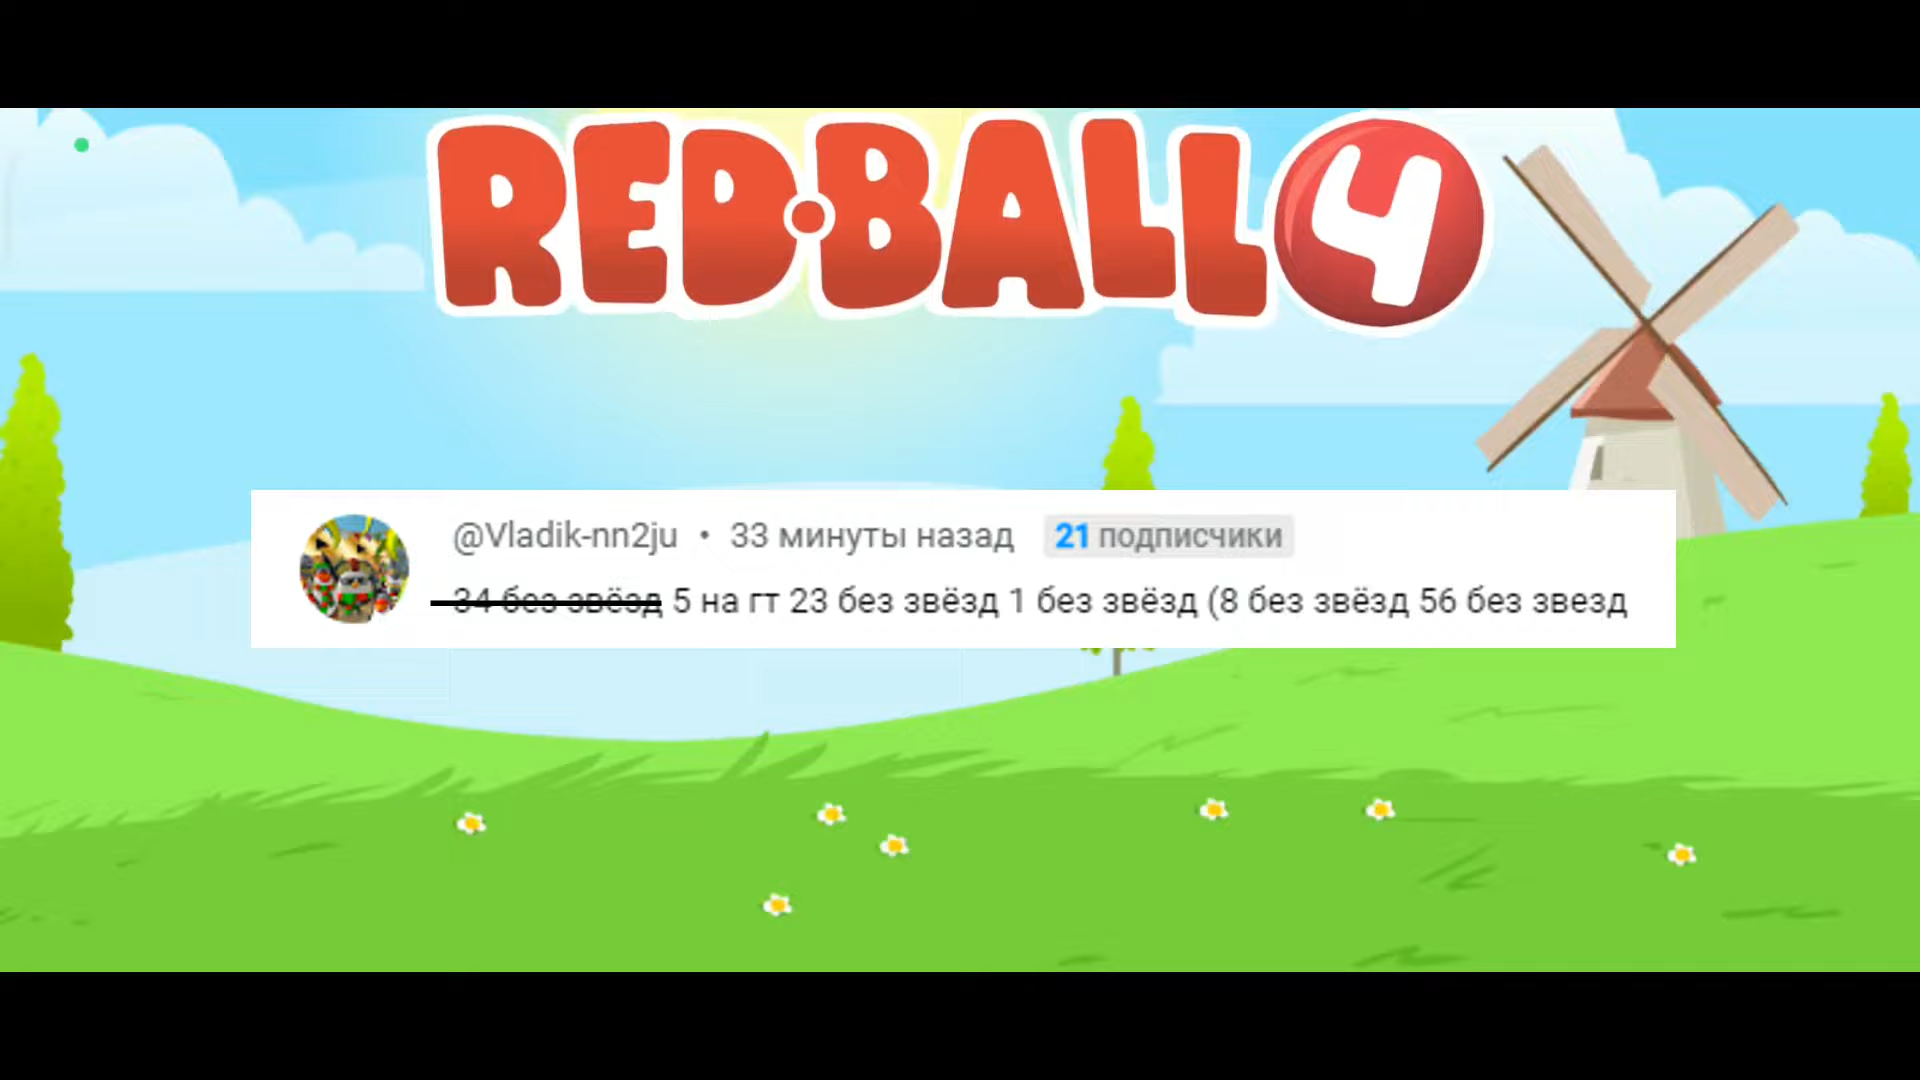 RED BALL 4
@Vladik-nn2ju • 33 минуты назад 21 подписчики
34 без звёзд 5 на гт 23 без звёзд 1 без звёзд (8 без звёзд 56 без звезд